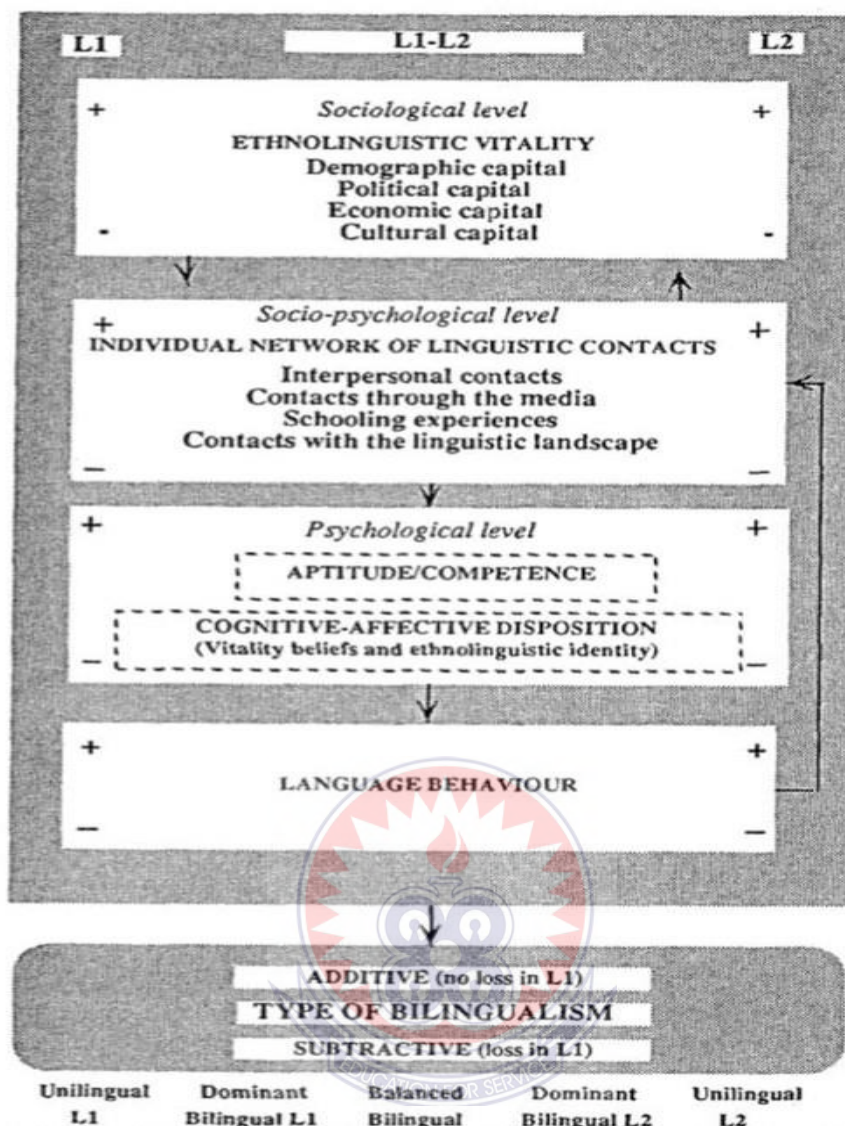 L1 L1-L2 L2
+ Sociological level +
ETHNOLINGUISTIC VITALITY
Demographic capital
Political capital
Economic capital
- Cultural capital -
+ Socio-psychological level +
INDIVIDUAL NETWORK OF LINGUISTIC CONTACTS
Interpersonal contacts
Contacts through the media
Schooling experiences
Contacts with the linguistic landscape
– –
+ Psychological level +
APTITUDE/COMPETENCE
COGNITIVE-AFFECTIVE DISPOSITION
– (Vitality beliefs and ethnolinguistic identity) –
+ +
LANGUAGE BEHAVIOUR
– –
ADDITIVE (no loss in L1)
TYPE OF BILINGUALISM
SUBTRACTIVE (loss in L1)
EDUCATION FOR SERVICE
Unilingual Dominant Balanced Dominant Unilingual
L1 Bilingual L1 Bilingual Bilingual L2 L2